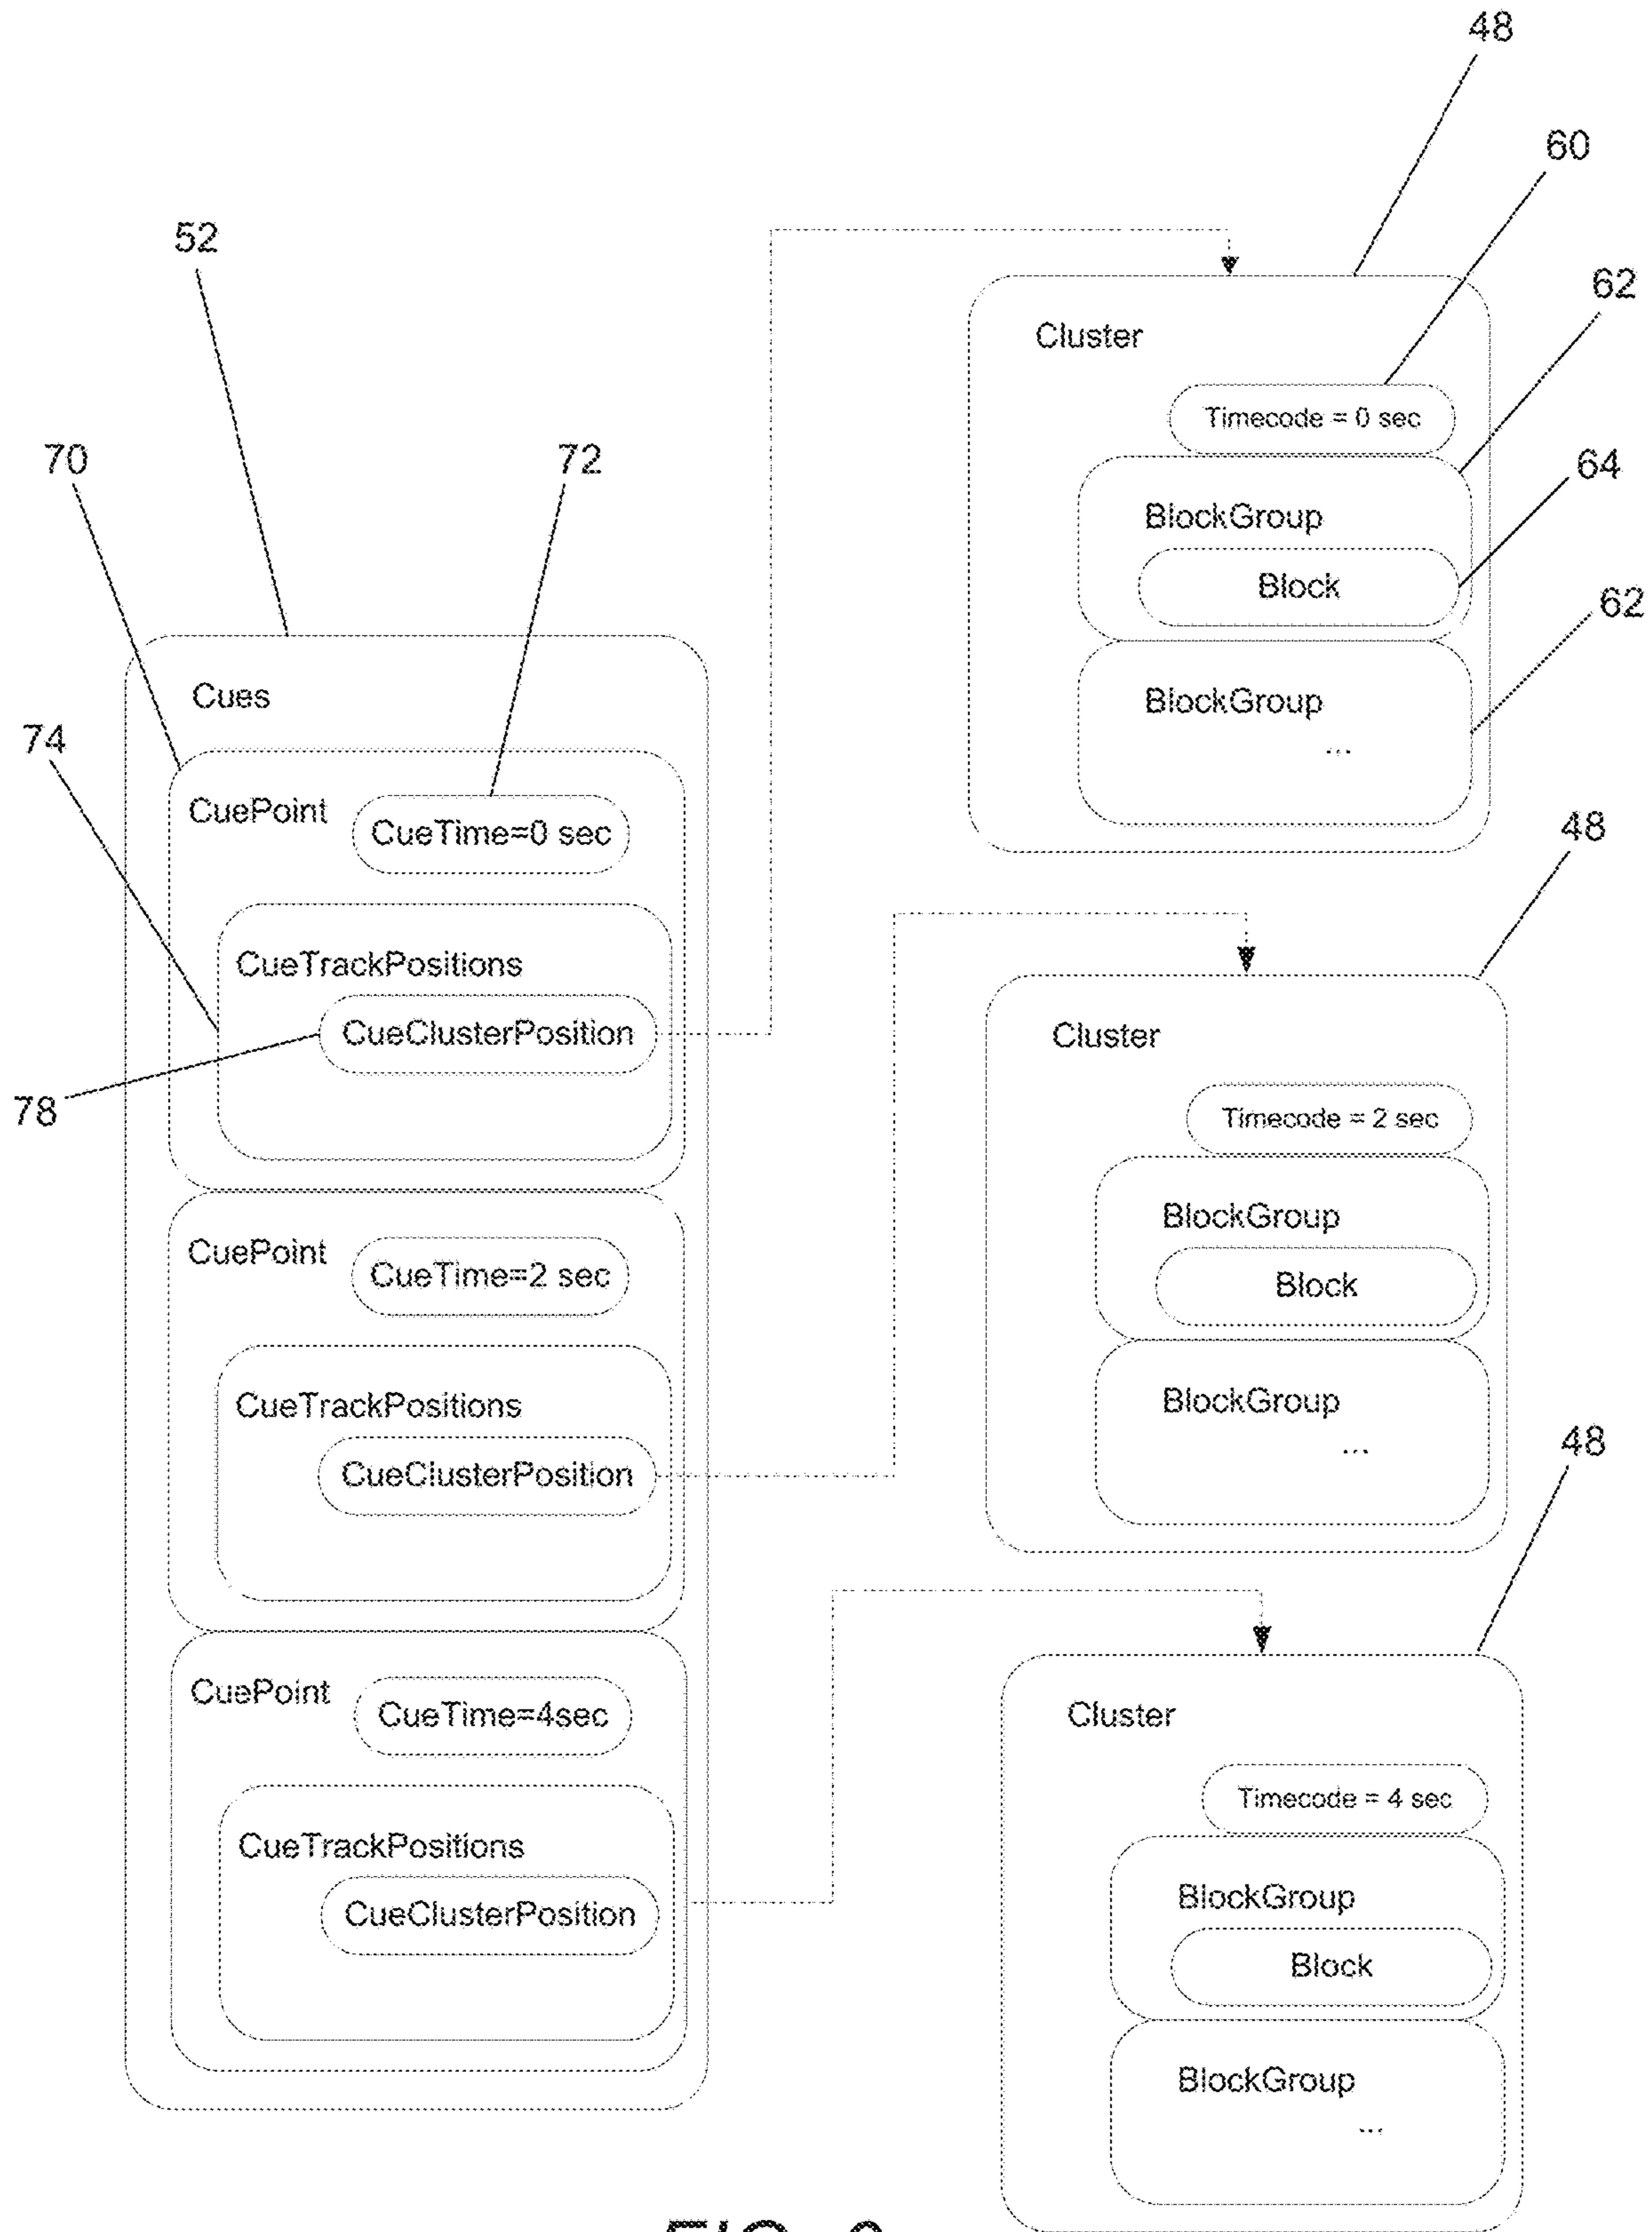 48
60
52
62
Cluster
Timecode = 0 sec
70
72
64
BlockGroup
Block
62
Cues
BlockGroup
...
74
CuePoint
CueTime=0 sec
48
CueTrackPositions
CueClusterPosition
78
Cluster
Timecode = 2 sec
BlockGroup
Block
CuePoint
CueTime=2 sec
BlockGroup
...
CueTrackPositions
CueClusterPosition
48
CuePoint
CueTime=4sec
Cluster
Timecode = 4 sec
CueTrackPositions
CueClusterPosition
BlockGroup
Block
BlockGroup
...